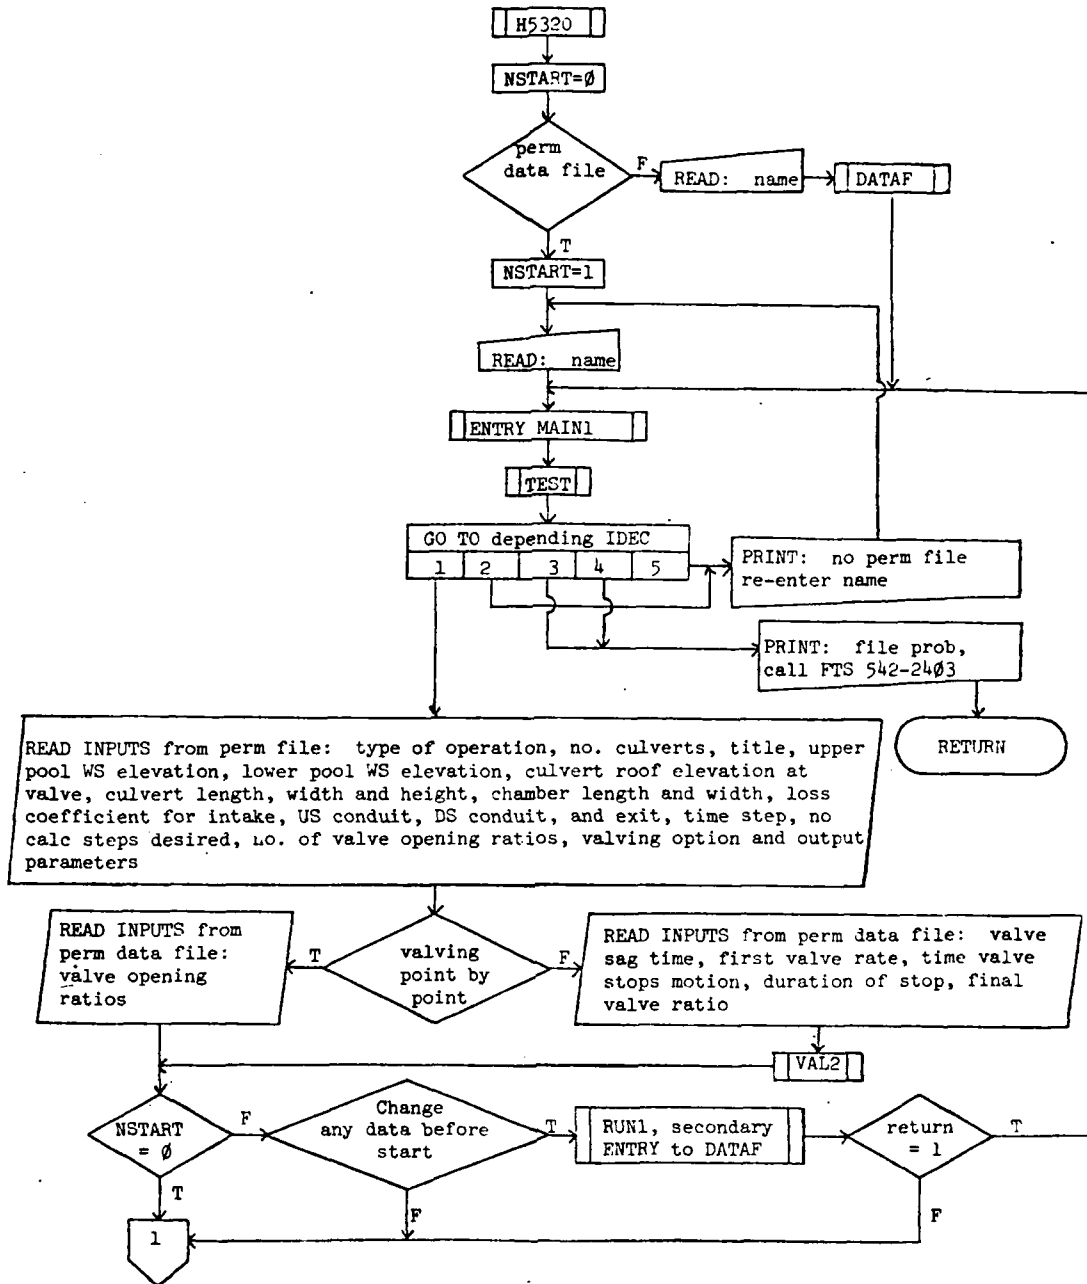 H5320
NSTART=Ø
perm
data file
F
READ: name
DATAF
T
NSTART=1
READ: name
ENTRY MAIN1
TEST
GO TO depending IDEC
1 2 3 4 5
PRINT: no perm file
re-enter name
PRINT: file prob,
call FTS 542-24Ø3
RETURN
READ INPUTS from perm file: type of operation, no. culverts, title, upper
pool WS elevation, lower pool WS elevation, culvert roof elevation at
valve, culvert length, width and height, chamber length and width, loss
coefficient for intake, US conduit, DS conduit, and exit, time step, no
calc steps desired, no. of valve opening ratios, valving option and output
parameters
READ INPUTS from
perm data file:
valve opening
ratios
T
valving
point by
point
F
READ INPUTS from perm data file: valve
sag time, first valve rate, time valve
stops motion, duration of stop, final
valve ratio
VAL2
NSTART
= Ø
F
Change
any data before
start
T
RUN1, secondary
ENTRY to DATAF
return
= 1
T
T
F
F
1